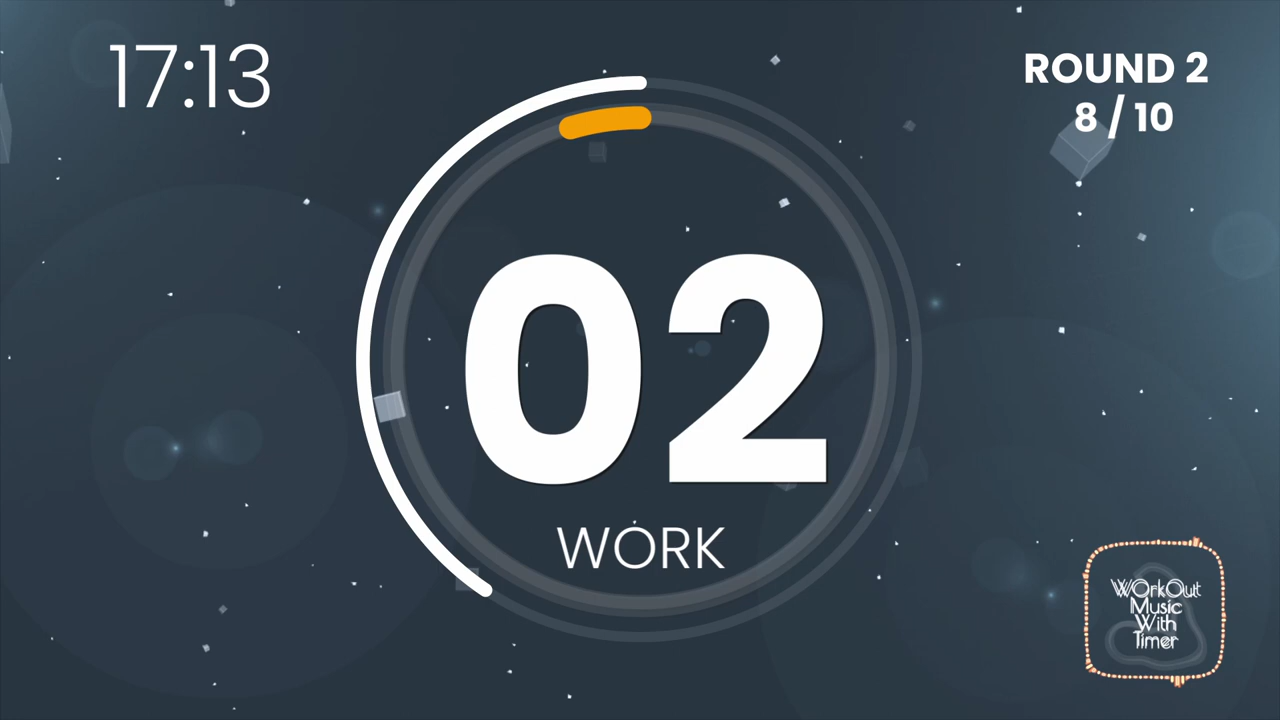 17:13
ROUND 2
8 / 10
02
WORK
WOrkOut
Music
With
Timer